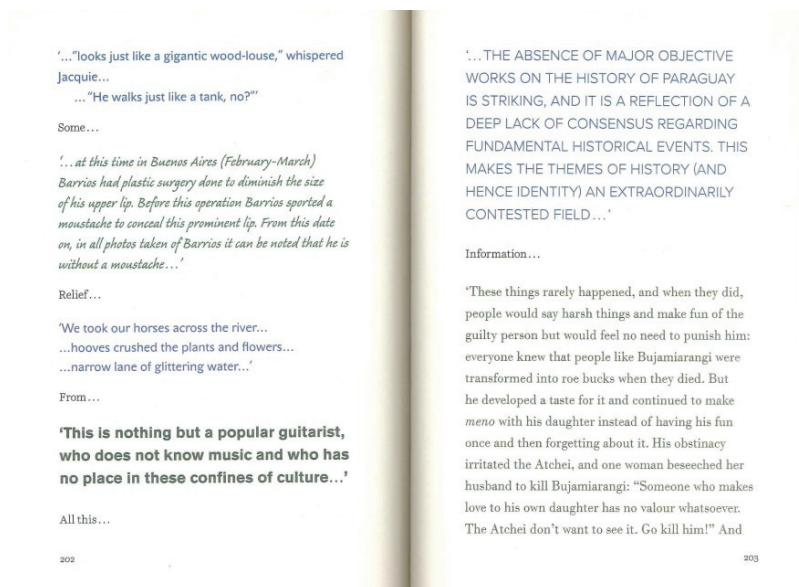 ‘…“looks just like a gigantic wood-louse,” whispered
Jacquie…
… “He walks just like a tank, no?”’
Some…
‘…at this time in Buenos Aires (February-March)
Barrios had plastic surgery done to diminish the size
of his upper lip. Before this operation Barrios sported a
moustache to conceal this prominent lip. From this date
on, in all photos taken of Barrios it can be noted that he is
without a moustache…’
Relief…
‘We took our horses across the river…
…hooves crushed the plants and flowers…
…narrow lane of glittering water…’
From…
‘This is nothing but a popular guitarist,
who does not know music and who has
no place in these confines of culture…’
All this…
202
‘…THE ABSENCE OF MAJOR OBJECTIVE
WORKS ON THE HISTORY OF PARAGUAY
IS STRIKING, AND IT IS A REFLECTION OF A
DEEP LACK OF CONSENSUS REGARDING
FUNDAMENTAL HISTORICAL EVENTS. THIS
MAKES THE THEMES OF HISTORY (AND
HENCE IDENTITY) AN EXTRAORDINARILY
CONTESTED FIELD…’
Information…
‘These things rarely happened, and when they did,
people would say harsh things and make fun of the
guilty person but would feel no need to punish him:
everyone knew that people like Bujamiarangi were
transformed into roe bucks when they died. But
he developed a taste for it and continued to make
meno with his daughter instead of having his fun
once and then forgetting about it. His obstinacy
irritated the Atchei, and one woman beseeched her
husband to kill Bujamiarangi: “Someone who makes
love to his own daughter has no valour whatsoever.
The Atchei don’t want to see it. Go kill him!” And
203